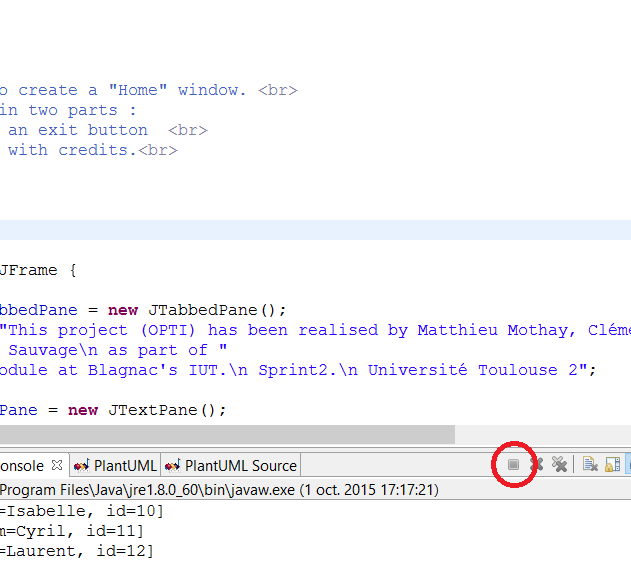 o create a "Home" window. <br>
in two parts :
an exit button  <br>
with credits.<br>
JFrame {
bbedPane = new JTabbedPane();
"This project (OPTI) has been realised by Matthieu Mothay, Cléme
Sauvage\n as part of "
odule at Blagnac's IUT.\n Sprint2.\n Université Toulouse 2";
Pane = new JTextPane();
onsole PlantUML PlantUML Source
Program Files\Java\jre1.8.0_60\bin\javaw.exe (1 oct. 2015 17:17:21)
=Isabelle, id=10]
m=Cyril, id=11]
=Laurent, id=12]